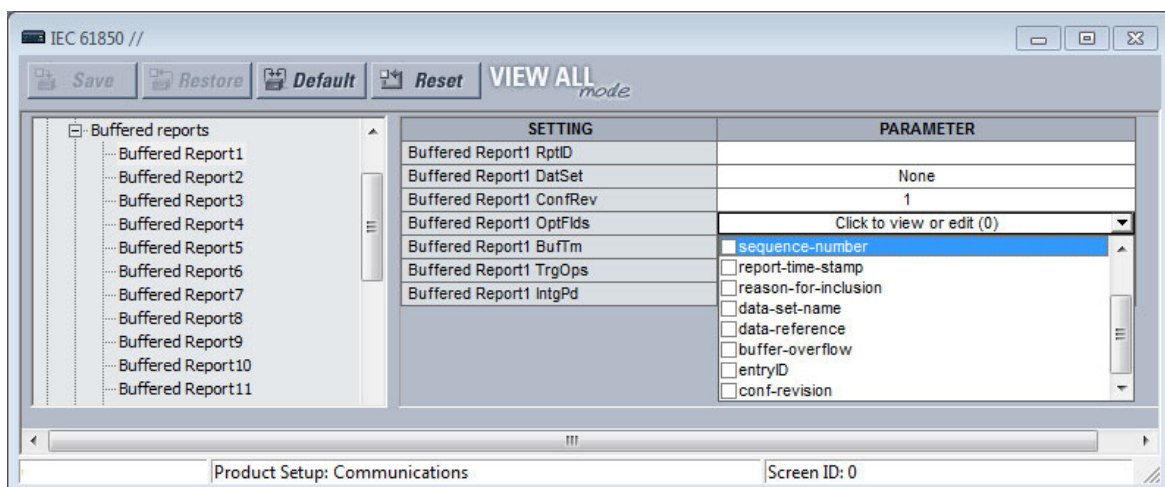 IEC 61850 //
Save Restore Default Reset VIEW ALL mode
Buffered reports
Buffered Report1
Buffered Report2
Buffered Report3
Buffered Report4
Buffered Report5
Buffered Report6
Buffered Report7
Buffered Report8
Buffered Report9
Buffered Report10
Buffered Report11
SETTING PARAMETER
Buffered Report1 RptID
Buffered Report1 DatSet None
Buffered Report1 ConfRev 1
Buffered Report1 OptFlds Click to view or edit (0)
Buffered Report1 BufTm
Buffered Report1 TrgOps
Buffered Report1 IntgPd
sequence-number
report-time-stamp
reason-for-inclusion
data-set-name
data-reference
buffer-overflow
entryID
conf-revision
Product Setup: Communications Screen ID: 0